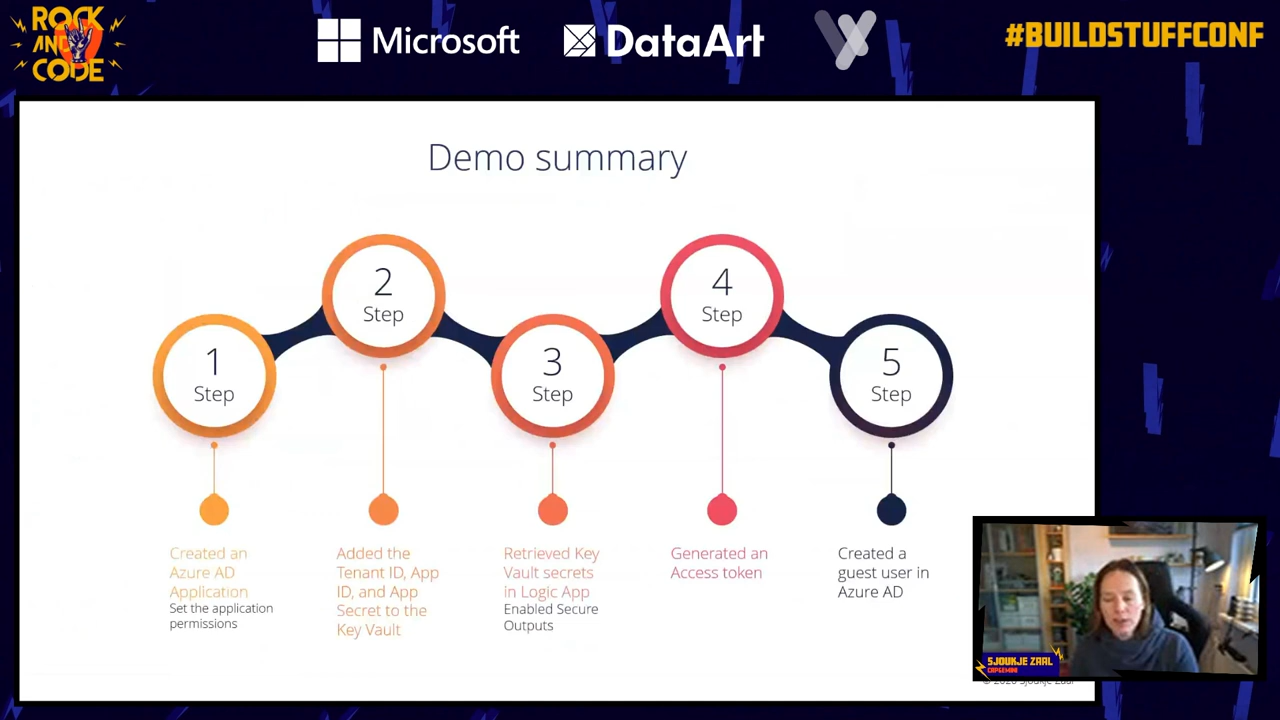 ROCK
AND
CODE
Microsoft
DataArt
#BUILDSTUFFCONF
Demo summary
1
Step
2
Step
3
Step
4
Step
5
Step
Created an
Azure AD
Application
Set the application
permissions
Added the
Tenant ID, App
ID, and App
Secret to the
Key Vault
Retrieved Key
Vault secrets
in Logic App
Enabled Secure
Outputs
Generated an
Access token
Created a
guest user in
Azure AD
SJOUKJE ZAAL
CAPGEMINI
Sjoukje Zaal